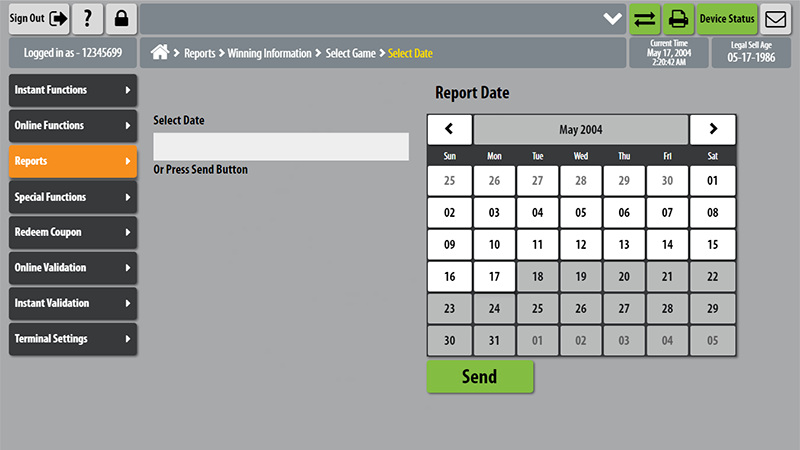 Sign Out ? Device Status
Logged in as - 12345699
Reports > Winning Information > Select Game > Select Date
Current Time
May 17, 2004
2:20:42 AM
Legal Sell Age
05-17-1986
Instant Functions
Online Functions
Reports
Special Functions
Redeem Coupon
Online Validation
Instant Validation
Terminal Settings
Select Date
Or Press Send Button
Report Date
< May 2004 >
Sun Mon Tue Wed Thu Fri Sat
25 26 27 28 29 30 01
02 03 04 05 06 07 08
09 10 11 12 13 14 15
16 17 18 19 20 21 22
23 24 25 26 27 28 29
30 31 01 02 03 04 05
Send